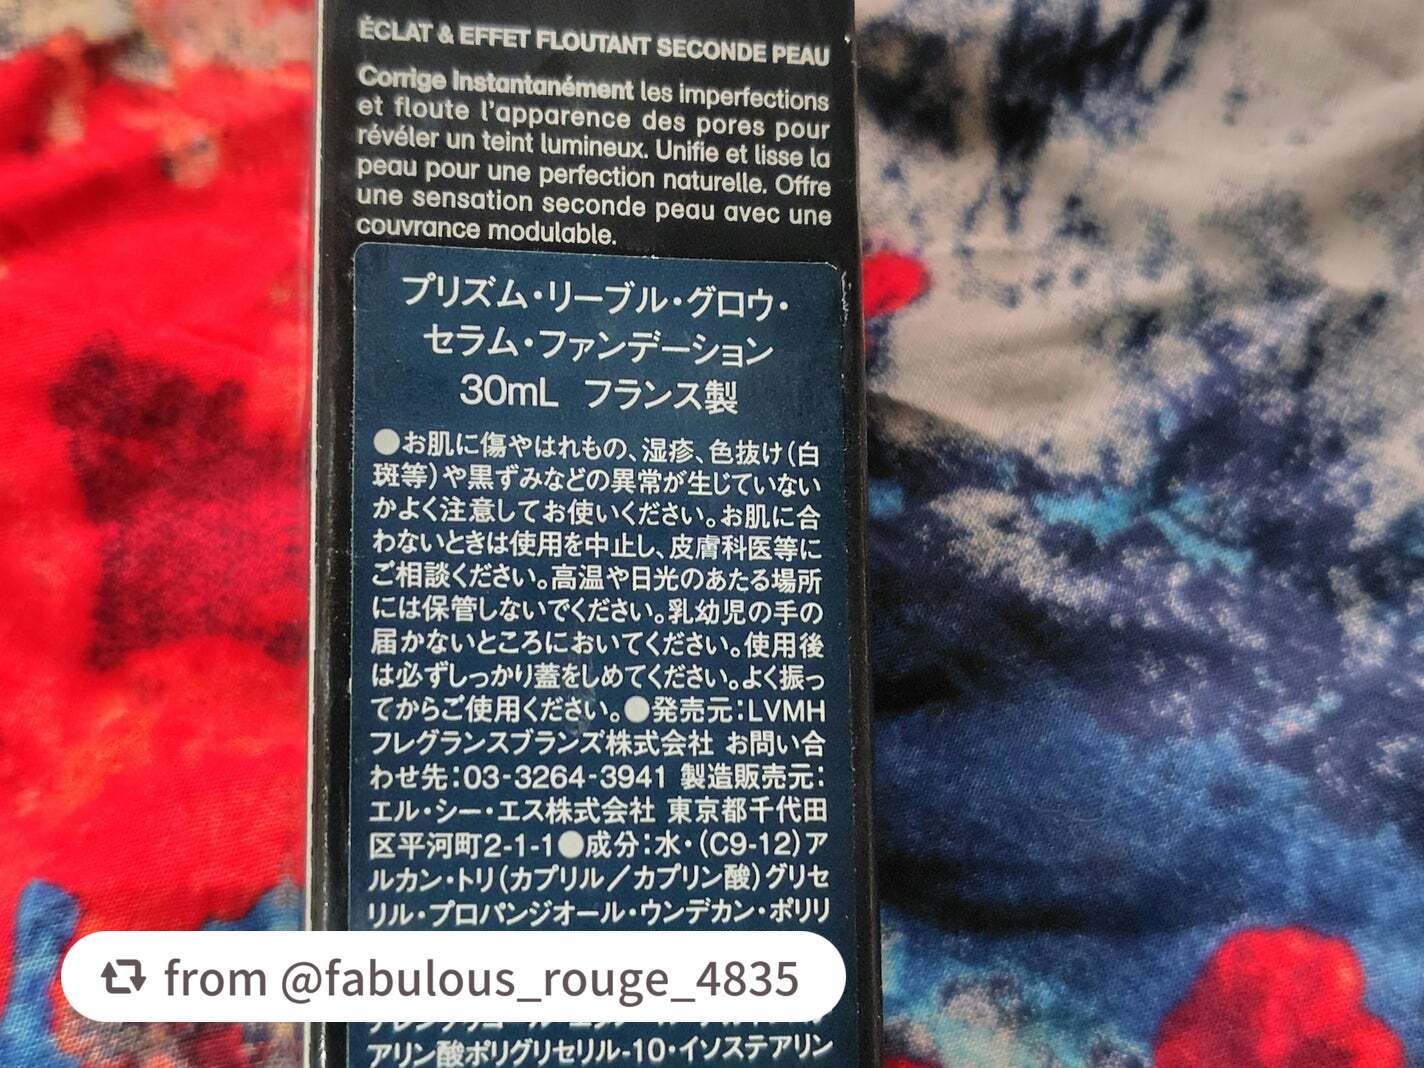 ÉCLAT & EFFET FLOUTANT SECONDE PEAU
Corrige instantanément les imperfections
et floute l'apparence des pores pour
révéler un teint lumineux. Unifie et lisse la
peau pour une perfection naturelle. Offre
une sensation seconde peau avec une
couvrance modulable.
プリズム・リーブル・グロウ・
セラム・ファンデーション
30mL フランス製
●お肌に傷やはれもの、湿疹、色抜け(白
斑等)や黒ずみなどの異常が生じていない
かよく注意してお使いください。お肌に合
わないときは使用を中止し、皮膚科医等に
ご相談ください。高温や日光のあたる場所
には保管しないでください。乳幼児の手の
届かないところにおいてください。使用後
は必ずしっかり蓋をしめてください。よく振っ
てからご使用ください。●発売元:LVMH
フレグランスブランズ株式会社 お問い合
わせ先:03-3264-3941 製造販売元:
エル・シー・エス株式会社 東京都千代田
区平河町2-1-1●成分:水・(C9-12)ア
ルカン・トリ(カプリル/カプリン酸)グリセ
リル・プロパンジオール・ウンデカン・ポリリ
from @fabulous_rouge_4835
アリン酸ポリグリセリル-10・イソステアリン